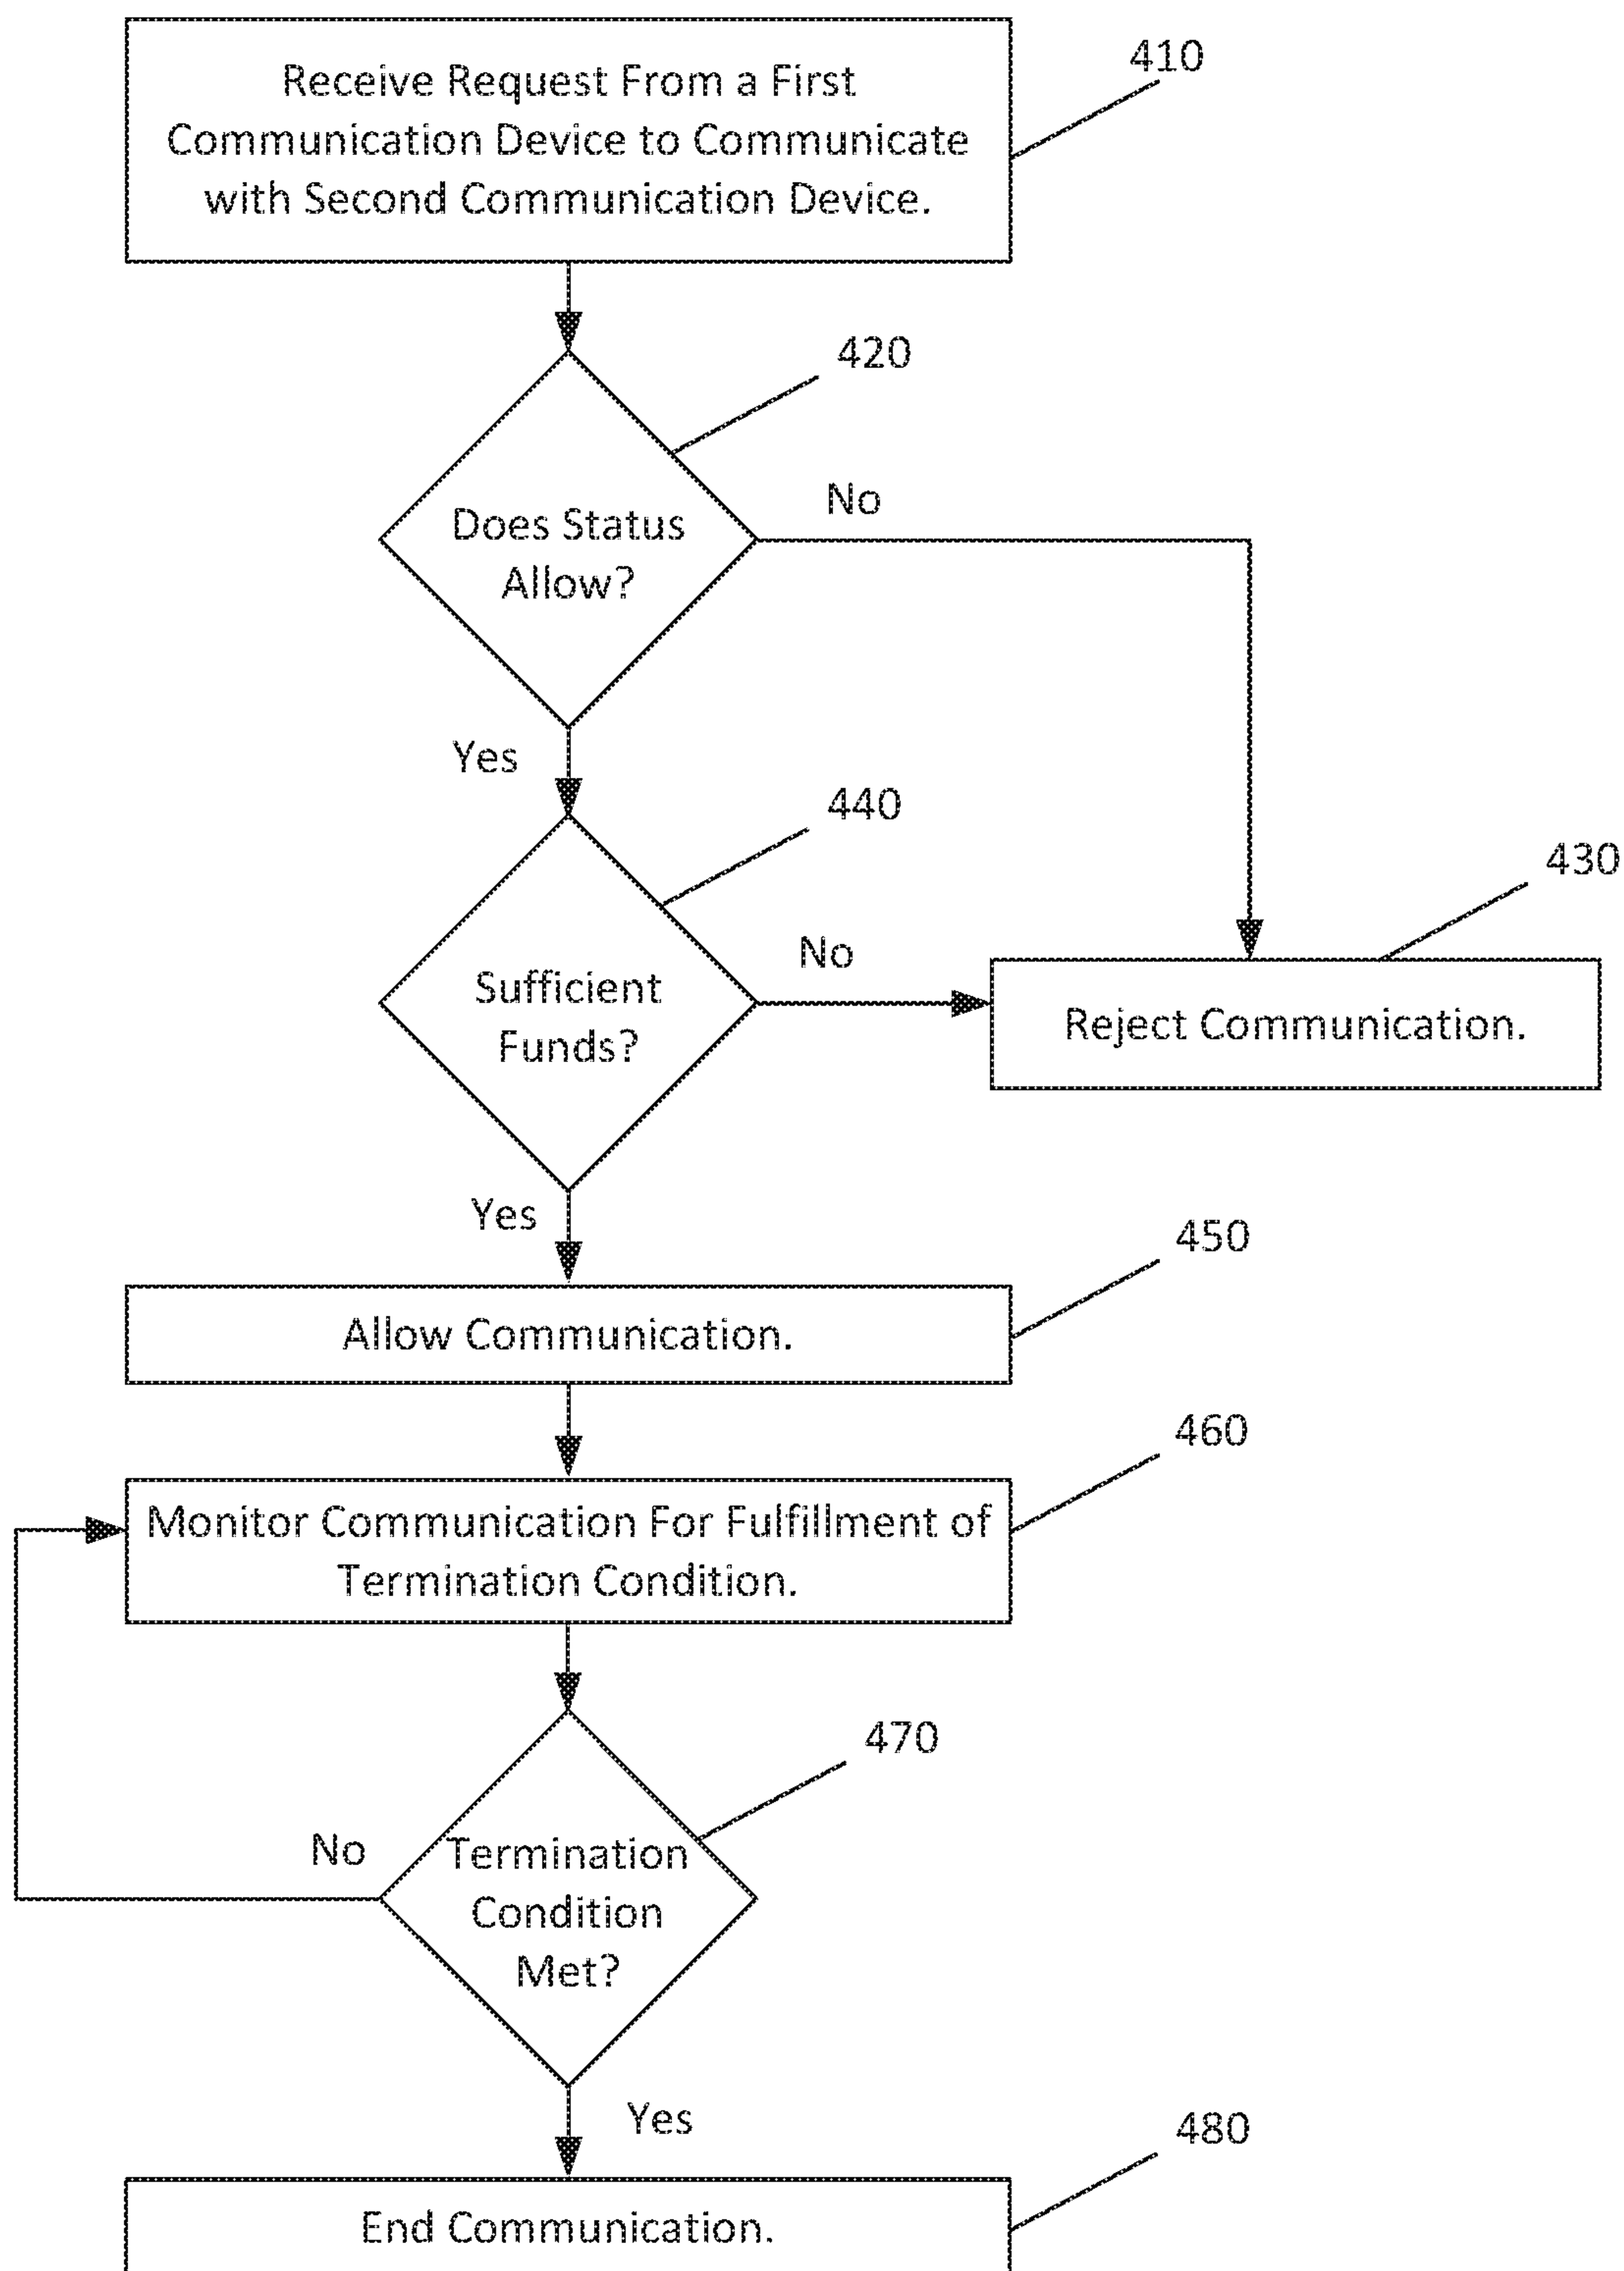 Receive Request From a First
Communication Device to Communicate
with Second Communication Device.
410
420
Does Status
Allow?
No
Yes
440
Sufficient
Funds?
No
430
Reject Communication.
Yes
450
Allow Communication.
460
Monitor Communication For Fulfillment of
Termination Condition.
470
Termination
Condition
Met?
No
Yes
480
End Communication.